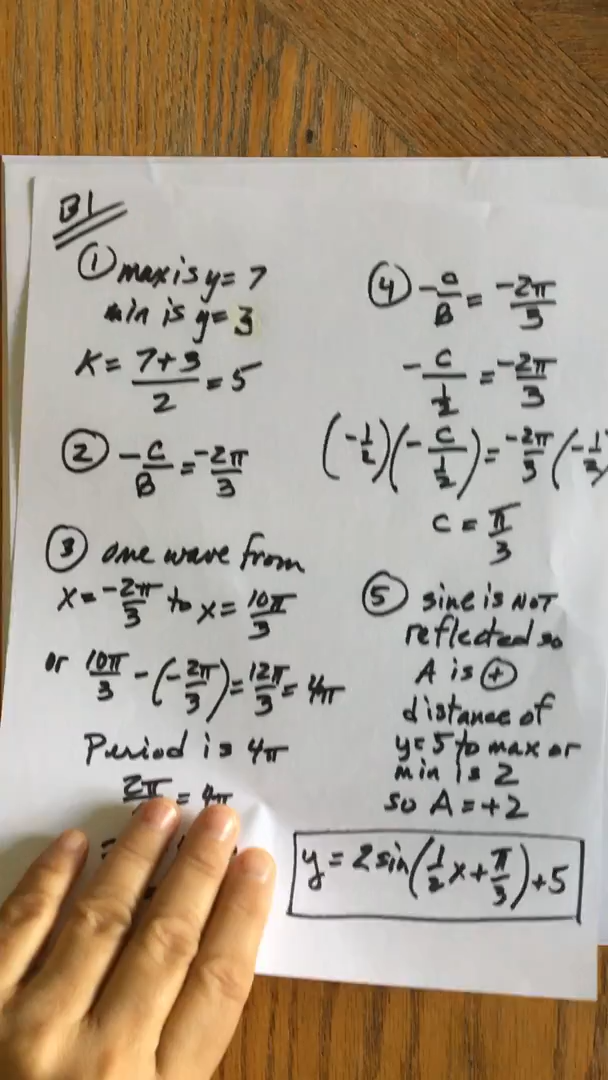 B1
① max is y = 7
min is y = 3
K = (7+3)/2 = 5
② -C/B = -2π/3
③ one wave from
x = -2π/3 to x = 10π/3
or 10π/3 - (-2π/3) = 12π/3 = 4π
Period is 4π
2π = 4π
=
④ -C/B = -2π/3
-C/(1/2) = -2π/3
(-1/2)(-C/(1/2)) = -2π/3 (-1/2)
C = π/3
⑤ sine is NOT
reflected so
A is ⊕
distance of
y=5 to max or
min is 2
so A = +2
y = 2 sin(1/2 x + π/3) + 5